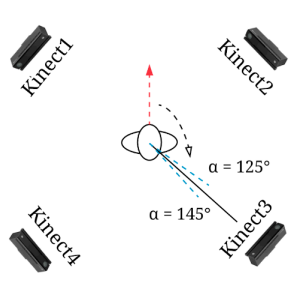 Kinect1
Kinect2
α = 125°
α = 145°
Kinect3
Kinect4